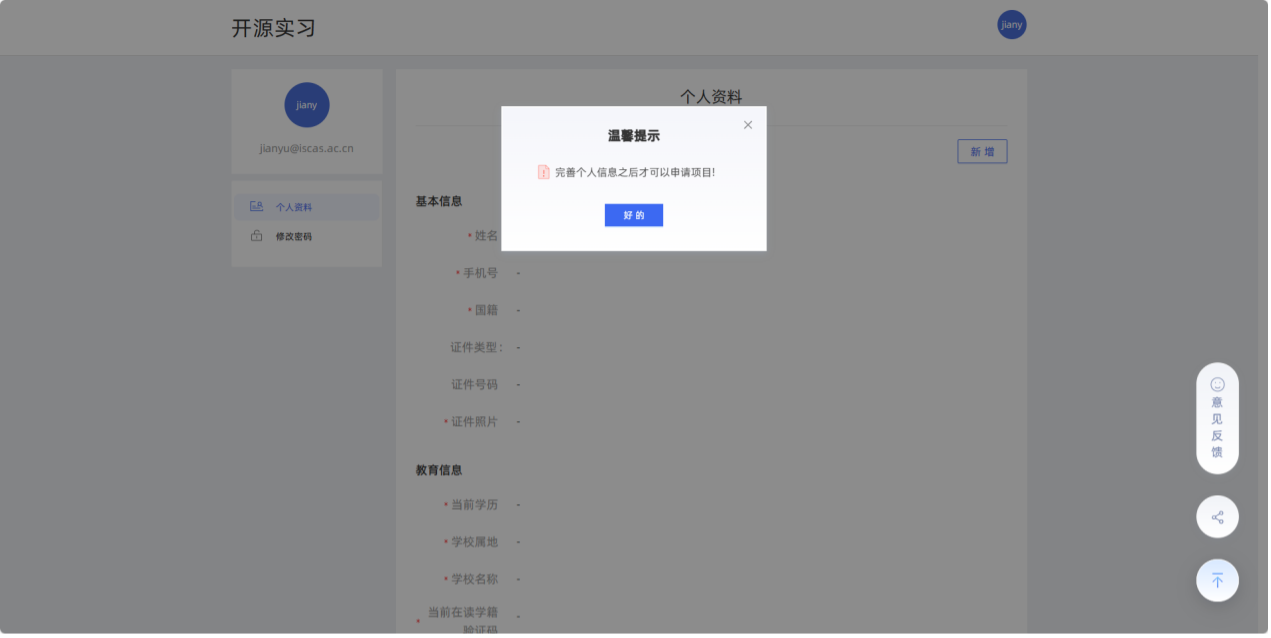 开源实习
jiany
jiany
jianyu@iscas.ac.cn
个人资料
修改密码
个人资料
新增
温馨提示
完善个人信息之后才可以申请项目!
好的
基本信息
* 姓名
* 手机号 -
* 国籍 -
证件类型: -
证件号码 -
* 证件照片 -
教育信息
* 当前学历 -
* 学校属地 -
* 学校名称 -
* 当前在读学籍 -
验证码
意
见
反
馈